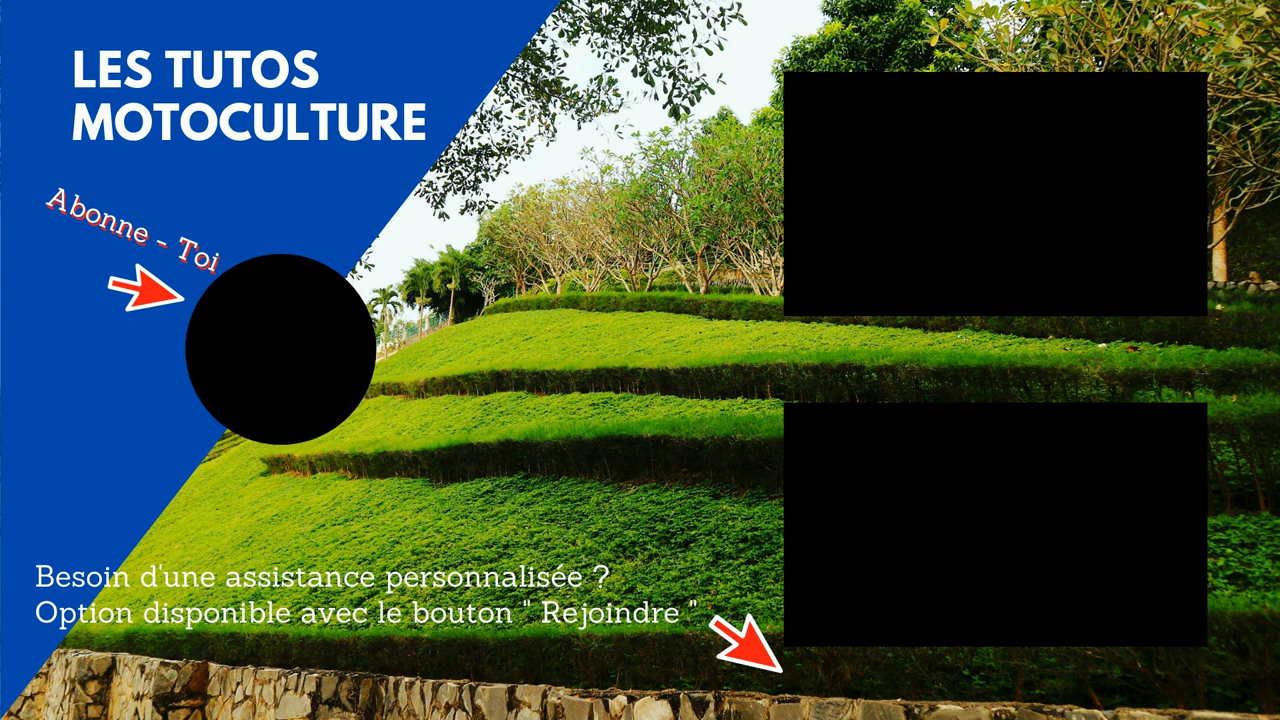 LES TUTOS
MOTOCULTURE
Abonne - Toi
Besoin d'une assistance personnalisée ?
Option disponible avec le bouton " Rejoindre "